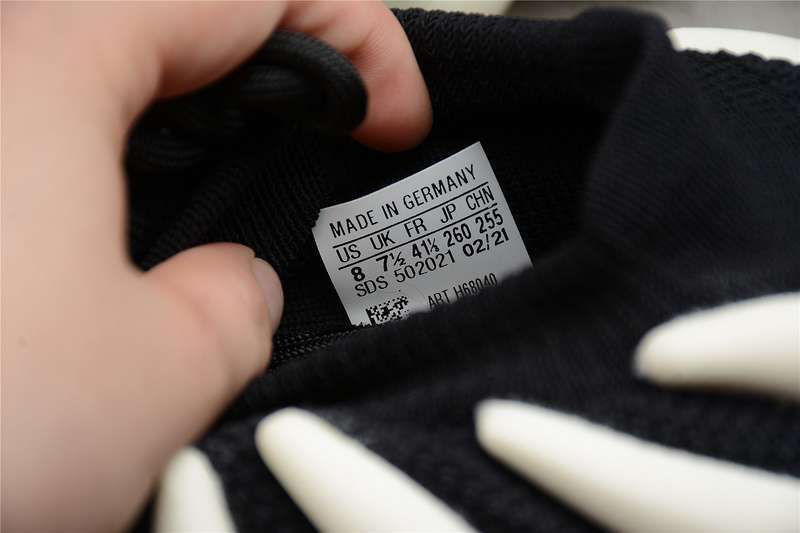 MADE IN GERMANY
US UK FR JP CHN
8 7½ 41⅓ 260 255
SDS 502021 02/21
ART H68040